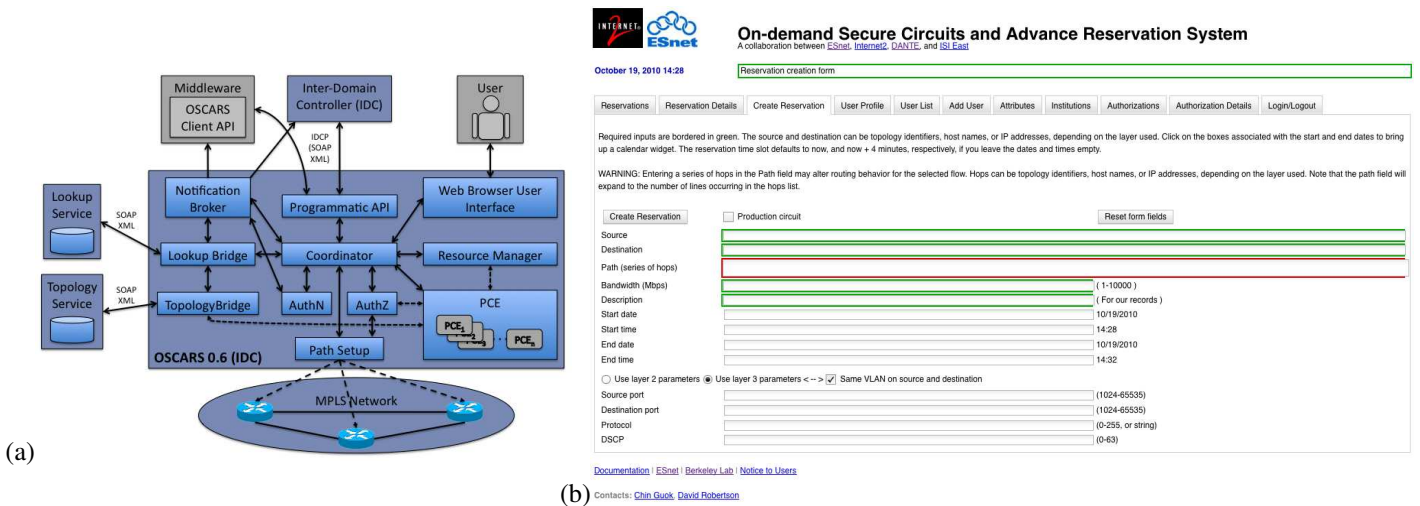 Middleware
OSCARS
Client API
Inter-Domain
Controller (IDC)
User
IDCP
(SOAP
XML)
Lookup
Service
SOAP
XML
Notification
Broker
Programmatic API
Web Browser User
Interface
Lookup Bridge
Coordinator
Resource Manager
Topology
Service
SOAP
XML
TopologyBridge
AuthN
AuthZ
PCE
PCE1
PCE2
PCE3
...
PCEn
OSCARS 0.6 (IDC)
Path Setup
MPLS Network
(a)
INTERNET 2
ESnet
On-demand Secure Circuits and Advance Reservation System
A collaboration between ESnet, Internet2, DANTE, and ISI East
October 19, 2010 14:28
Reservation creation form
Reservations Reservation Details Create Reservation User Profile User List Add User Attributes Institutions Authorizations Authorization Details Login/Logout
Required inputs are bordered in green. The source and destination can be topology identifiers, host names, or IP addresses, depending on the layer used. Click on the boxes associated with the start and end dates to bring
up a calendar widget. The reservation time slot defaults to now, and now + 4 minutes, respectively, if you leave the dates and times empty.
WARNING: Entering a series of hops in the Path field may alter routing behavior for the selected flow. Hops can be topology identifiers, host names, or IP addresses, depending on the layer used. Note that the path field will
expand to the number of lines occurring in the hops list.
Create Reservation Production circuit Reset form fields
Source
Destination
Path (series of hops)
Bandwidth (Mbps) ( 1-10000 )
Description ( For our records )
Start date 10/19/2010
Start time 14:28
End date 10/19/2010
End time 14:32
Use layer 2 parameters Use layer 3 parameters < -- > Same VLAN on source and destination
Source port (1024-65535)
Destination port (1024-65535)
Protocol (0-255, or string)
DSCP (0-63)
Documentation | ESnet | Berkeley Lab | Notice to Users
(b) Contacts: Chin Guok, David Robertson